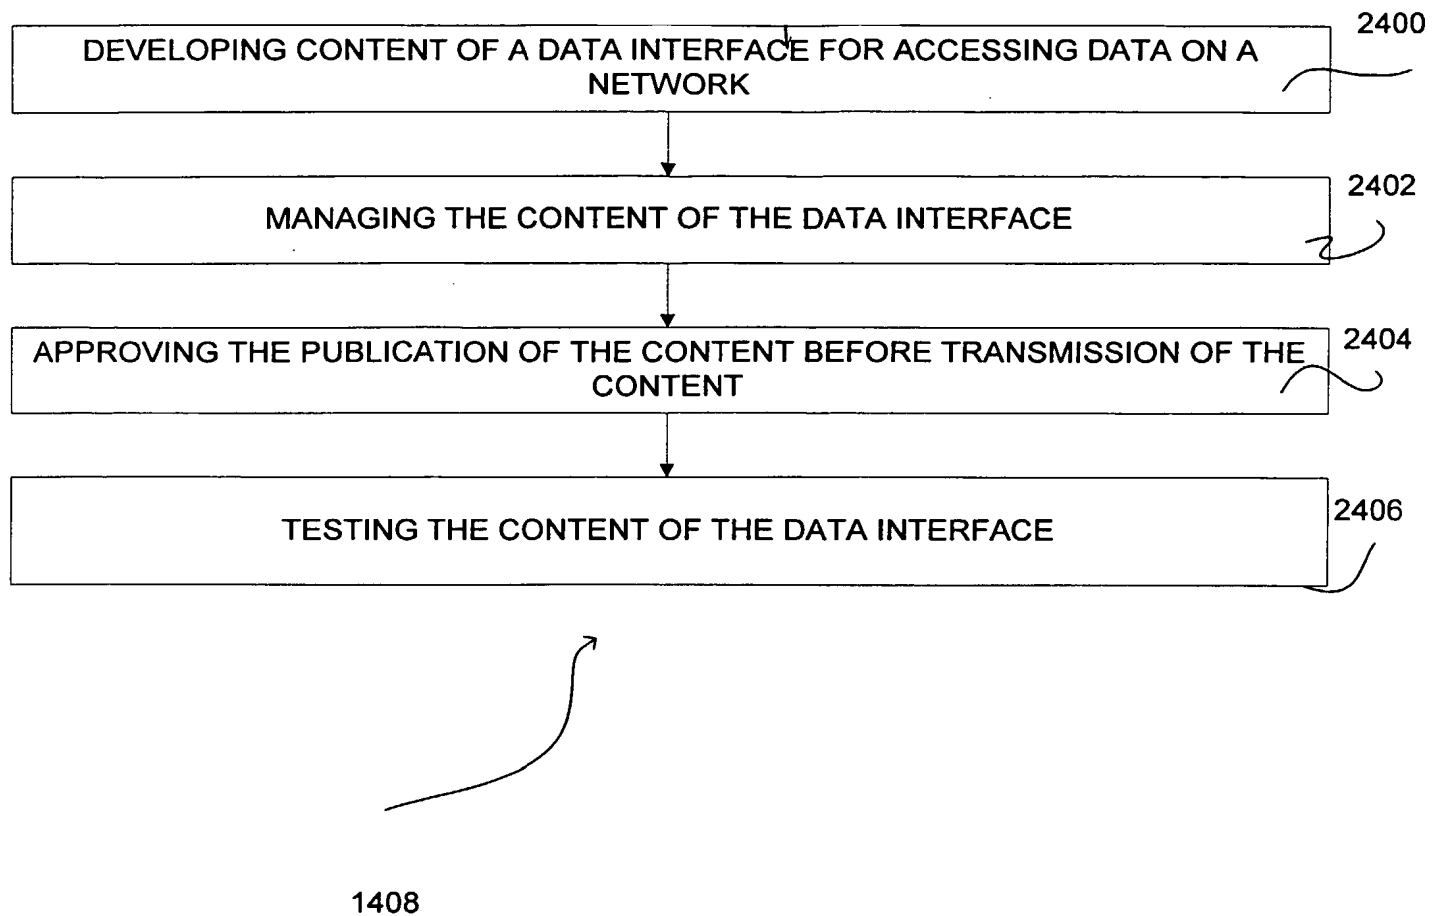 2400
DEVELOPING CONTENT OF A DATA INTERFACE FOR ACCESSING DATA ON A
NETWORK
2402
MANAGING THE CONTENT OF THE DATA INTERFACE
2404
APPROVING THE PUBLICATION OF THE CONTENT BEFORE TRANSMISSION OF THE
CONTENT
2406
TESTING THE CONTENT OF THE DATA INTERFACE
1408